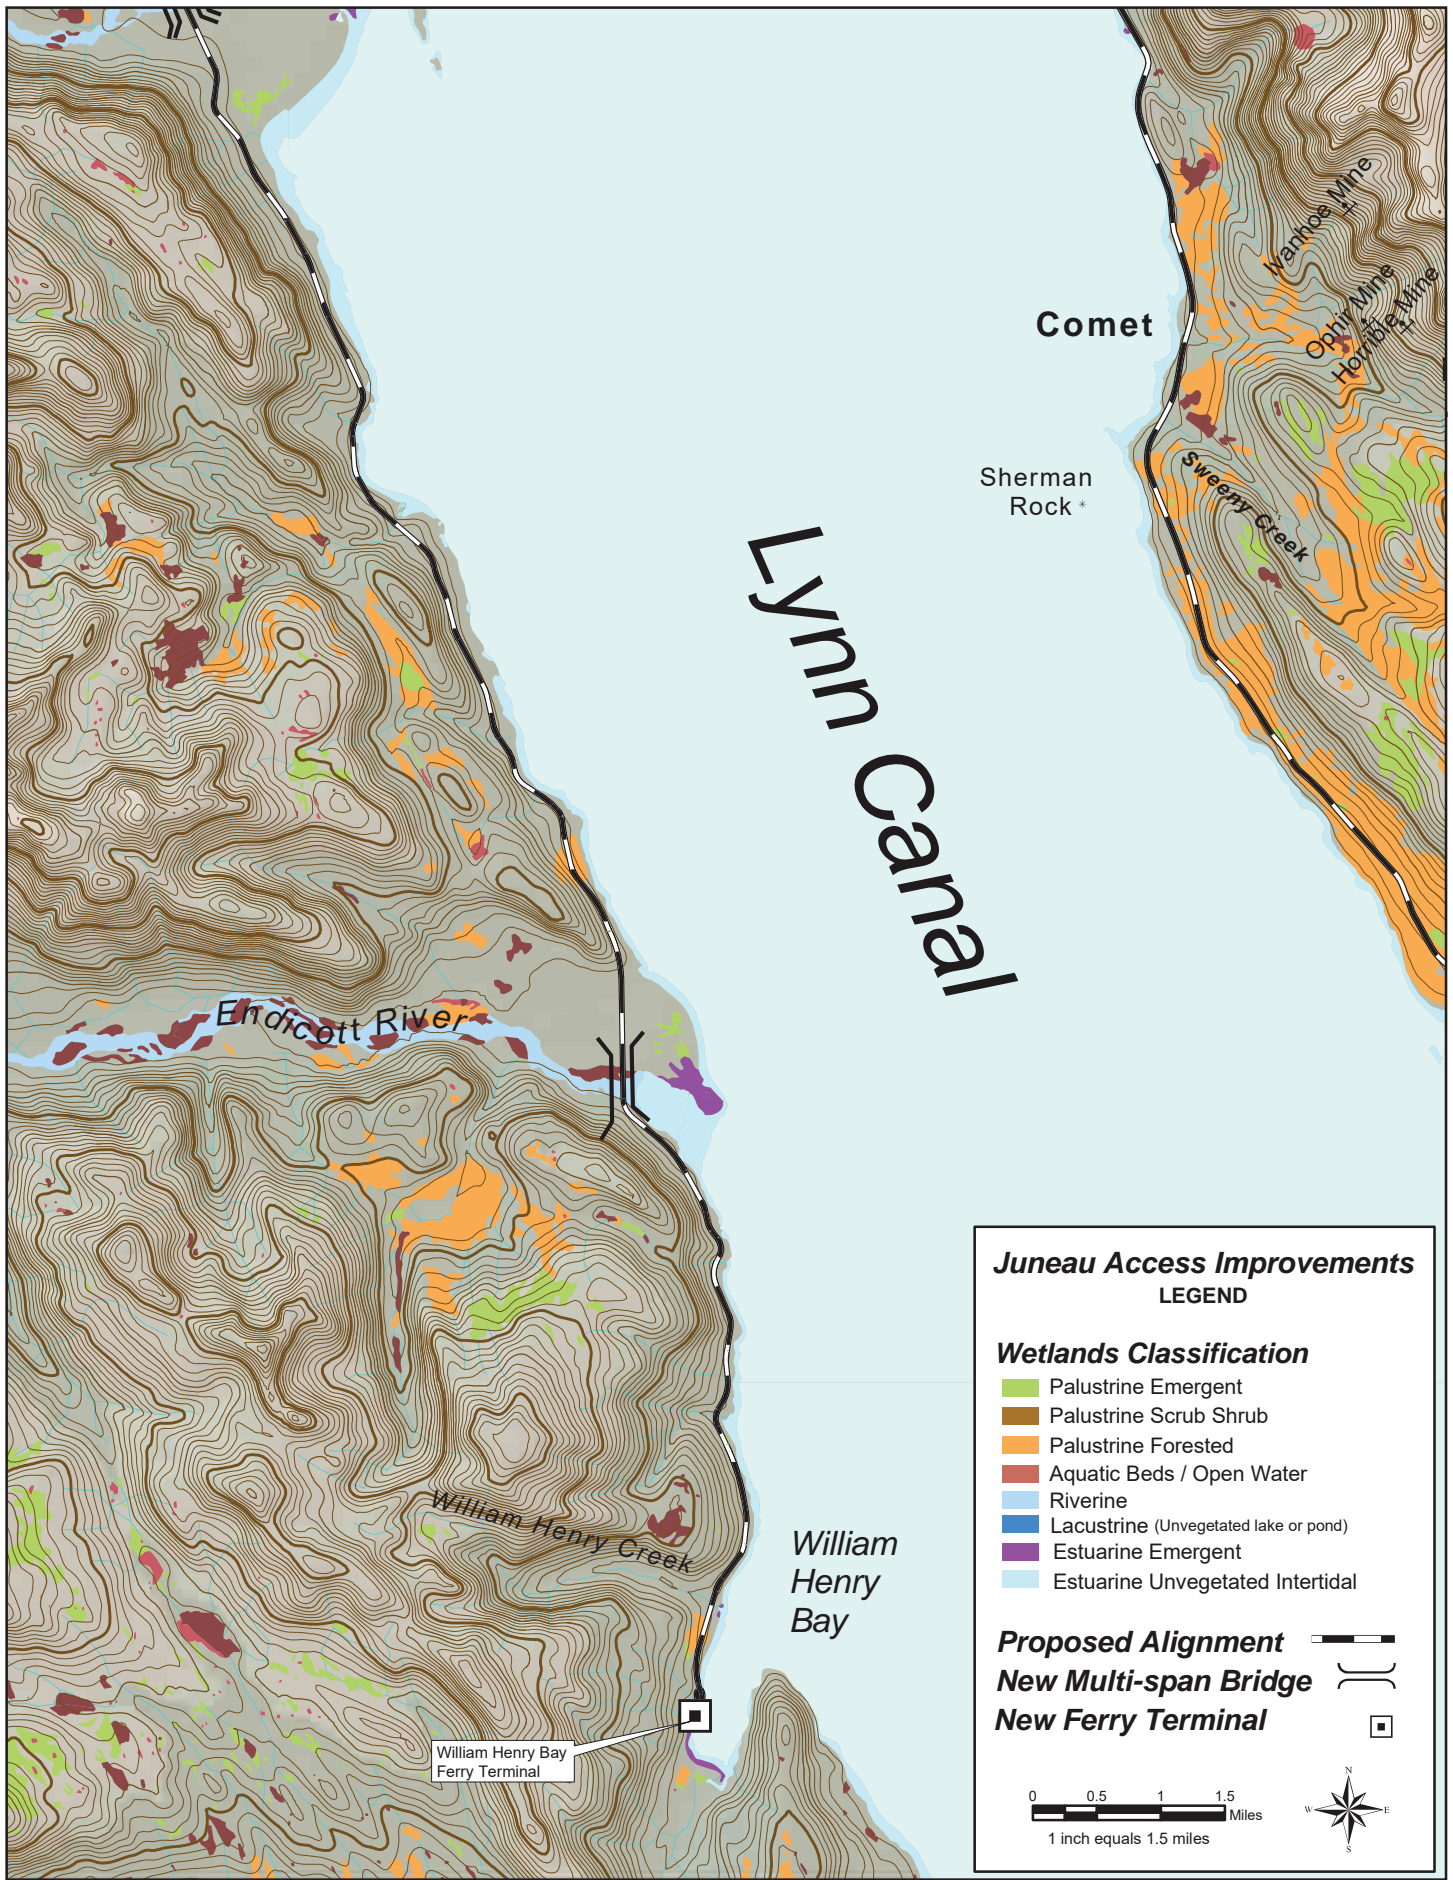 Ivanhoe Mine
Ophir Mine
Horrible Mine
Comet
Sherman
Rock
Sweeny Creek
Lynn Canal
Endicott River
William Henry Creek
William
Henry
Bay
William Henry Bay
Ferry Terminal
Juneau Access Improvements
LEGEND
Wetlands Classification
Palustrine Emergent
Palustrine Scrub Shrub
Palustrine Forested
Aquatic Beds / Open Water
Riverine
Lacustrine (Unvegetated lake or pond)
Estuarine Emergent
Estuarine Unvegetated Intertidal
Proposed Alignment
New Multi-span Bridge
New Ferry Terminal
0 0.5 1 1.5
Miles
1 inch equals 1.5 miles
N
W E
S